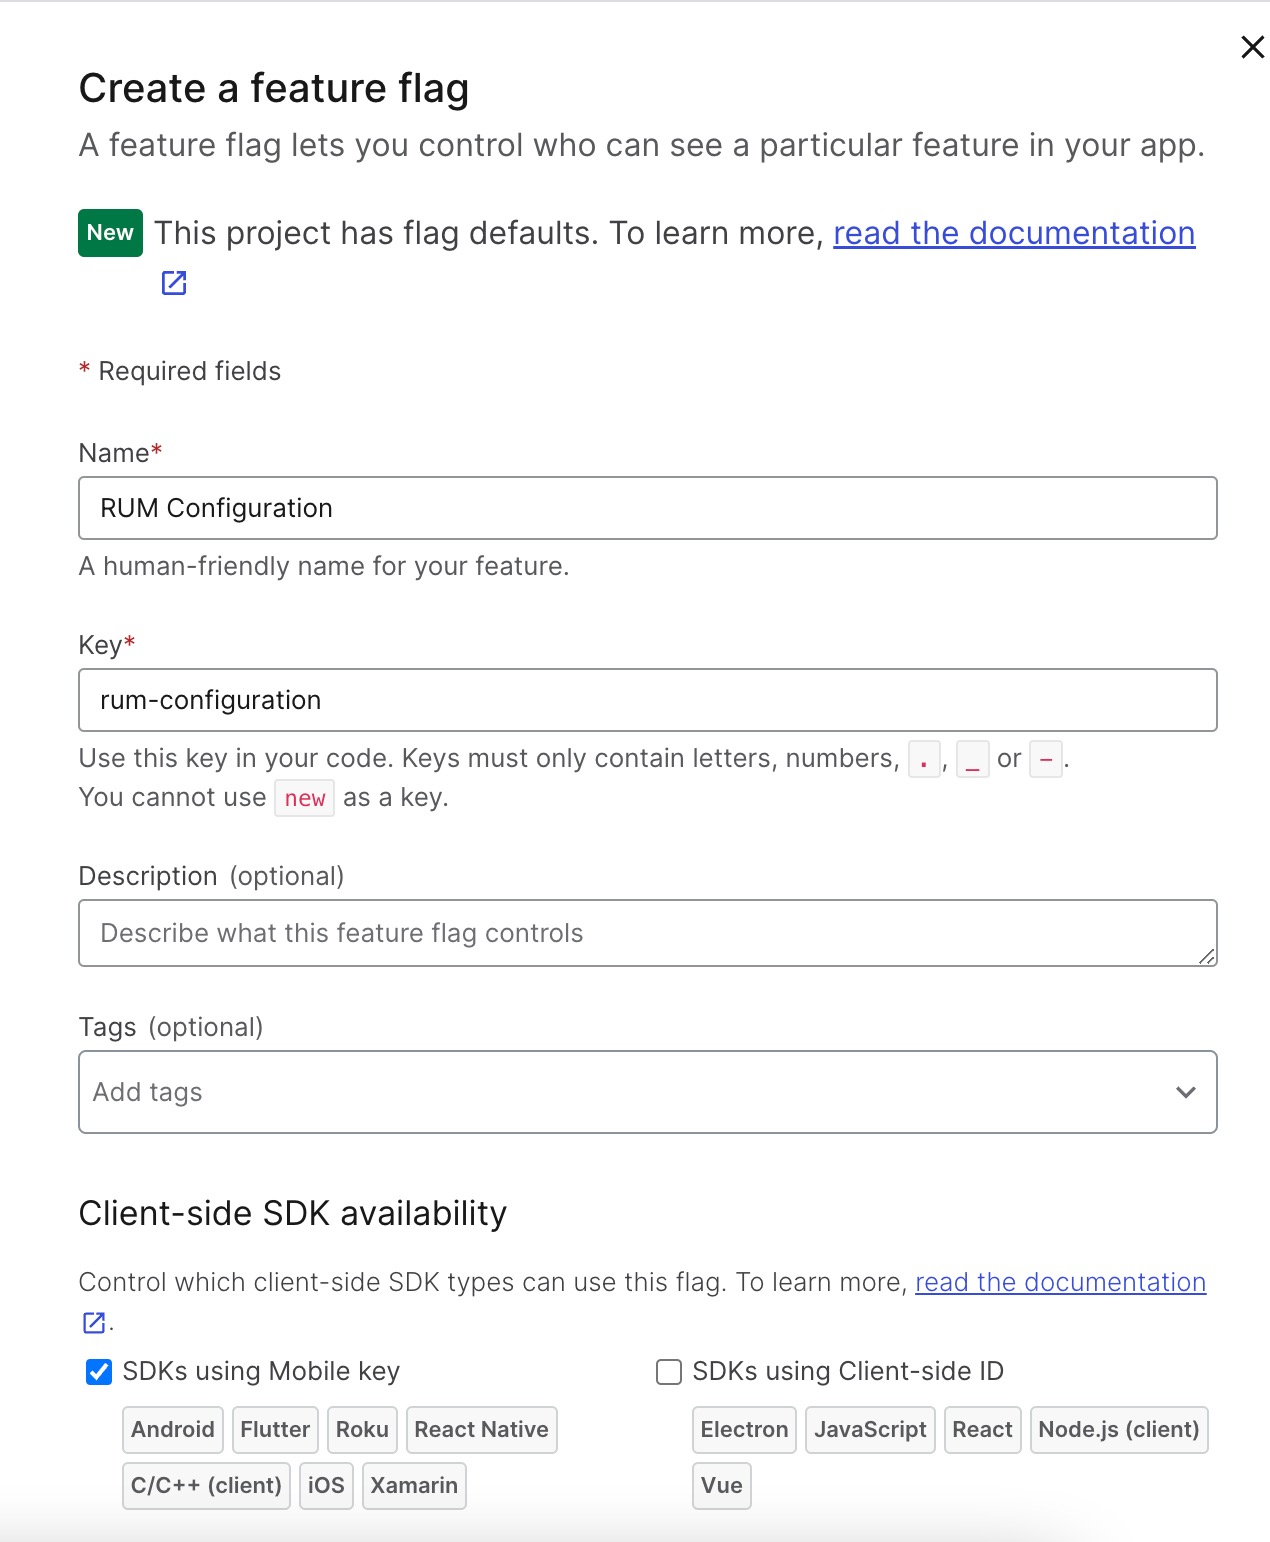 Create a feature flag
A feature flag lets you control who can see a particular feature in your app.
New This project has flag defaults. To learn more, read the documentation
* Required fields
Name*
RUM Configuration
A human-friendly name for your feature.
Key*
rum-configuration
Use this key in your code. Keys must only contain letters, numbers, ., _ or -.
You cannot use new as a key.
Description (optional)
Describe what this feature flag controls
Tags (optional)
Add tags
Client-side SDK availability
Control which client-side SDK types can use this flag. To learn more, read the documentation
.
SDKs using Mobile key
Android Flutter Roku React Native
C/C++ (client) iOS Xamarin
SDKs using Client-side ID
Electron JavaScript React Node.js (client)
Vue